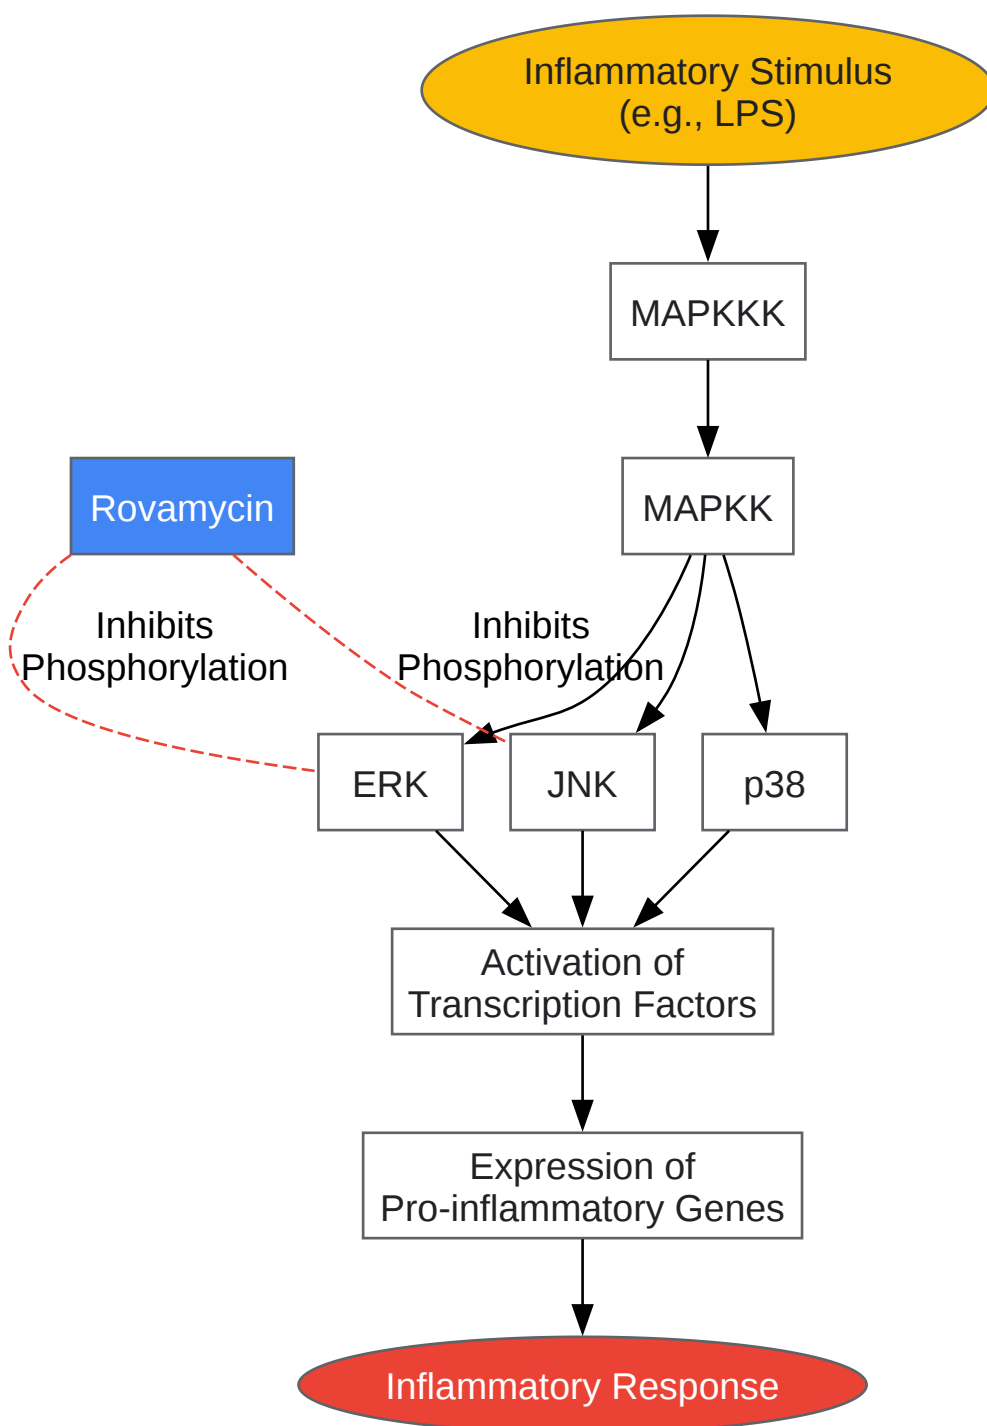 Inflammatory Stimulus
(e.g., LPS)
MAPKKK
Rovamycin
MAPKK
Inhibits
Phosphorylation
Inhibits
Phosphorylation
ERK
JNK
p38
Activation of
Transcription Factors
Expression of
Pro-inflammatory Genes
Inflammatory Response